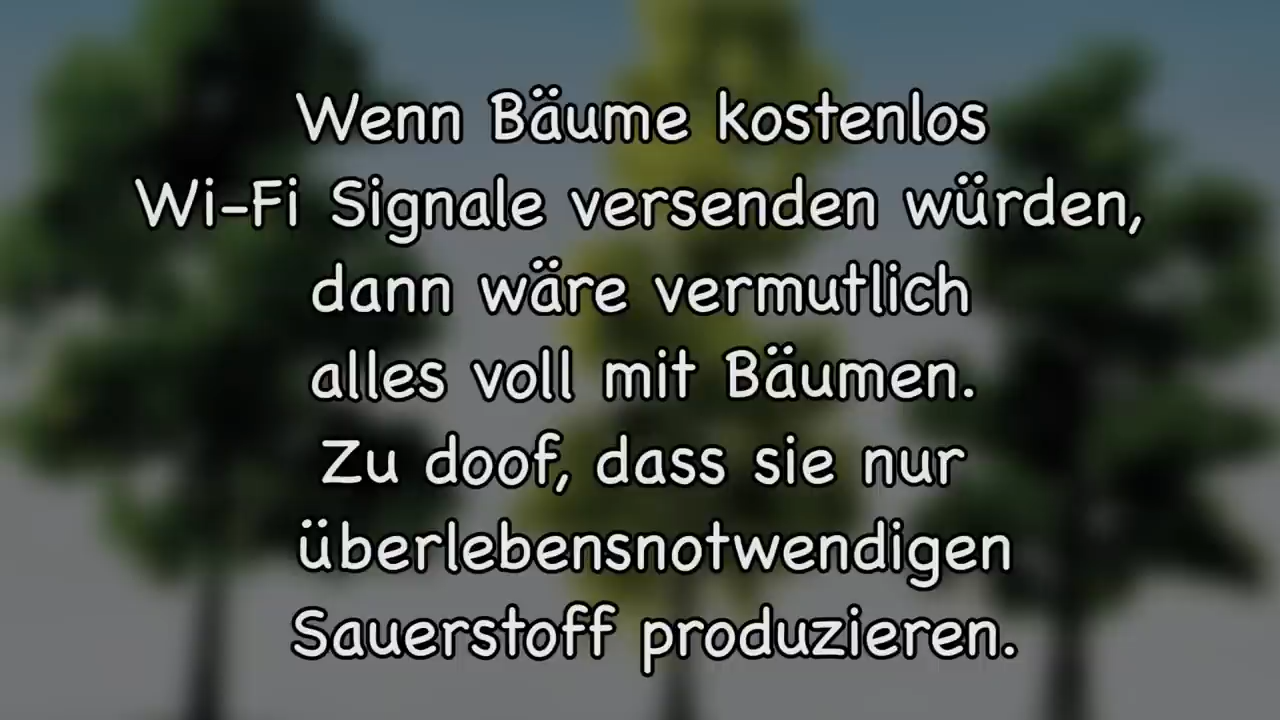 Wenn Bäume kostenlos
Wi-Fi Signale versenden würden,
dann wäre vermutlich
alles voll mit Bäumen.
Zu doof, dass sie nur
überlebensnotwendigen
Sauerstoff produzieren.